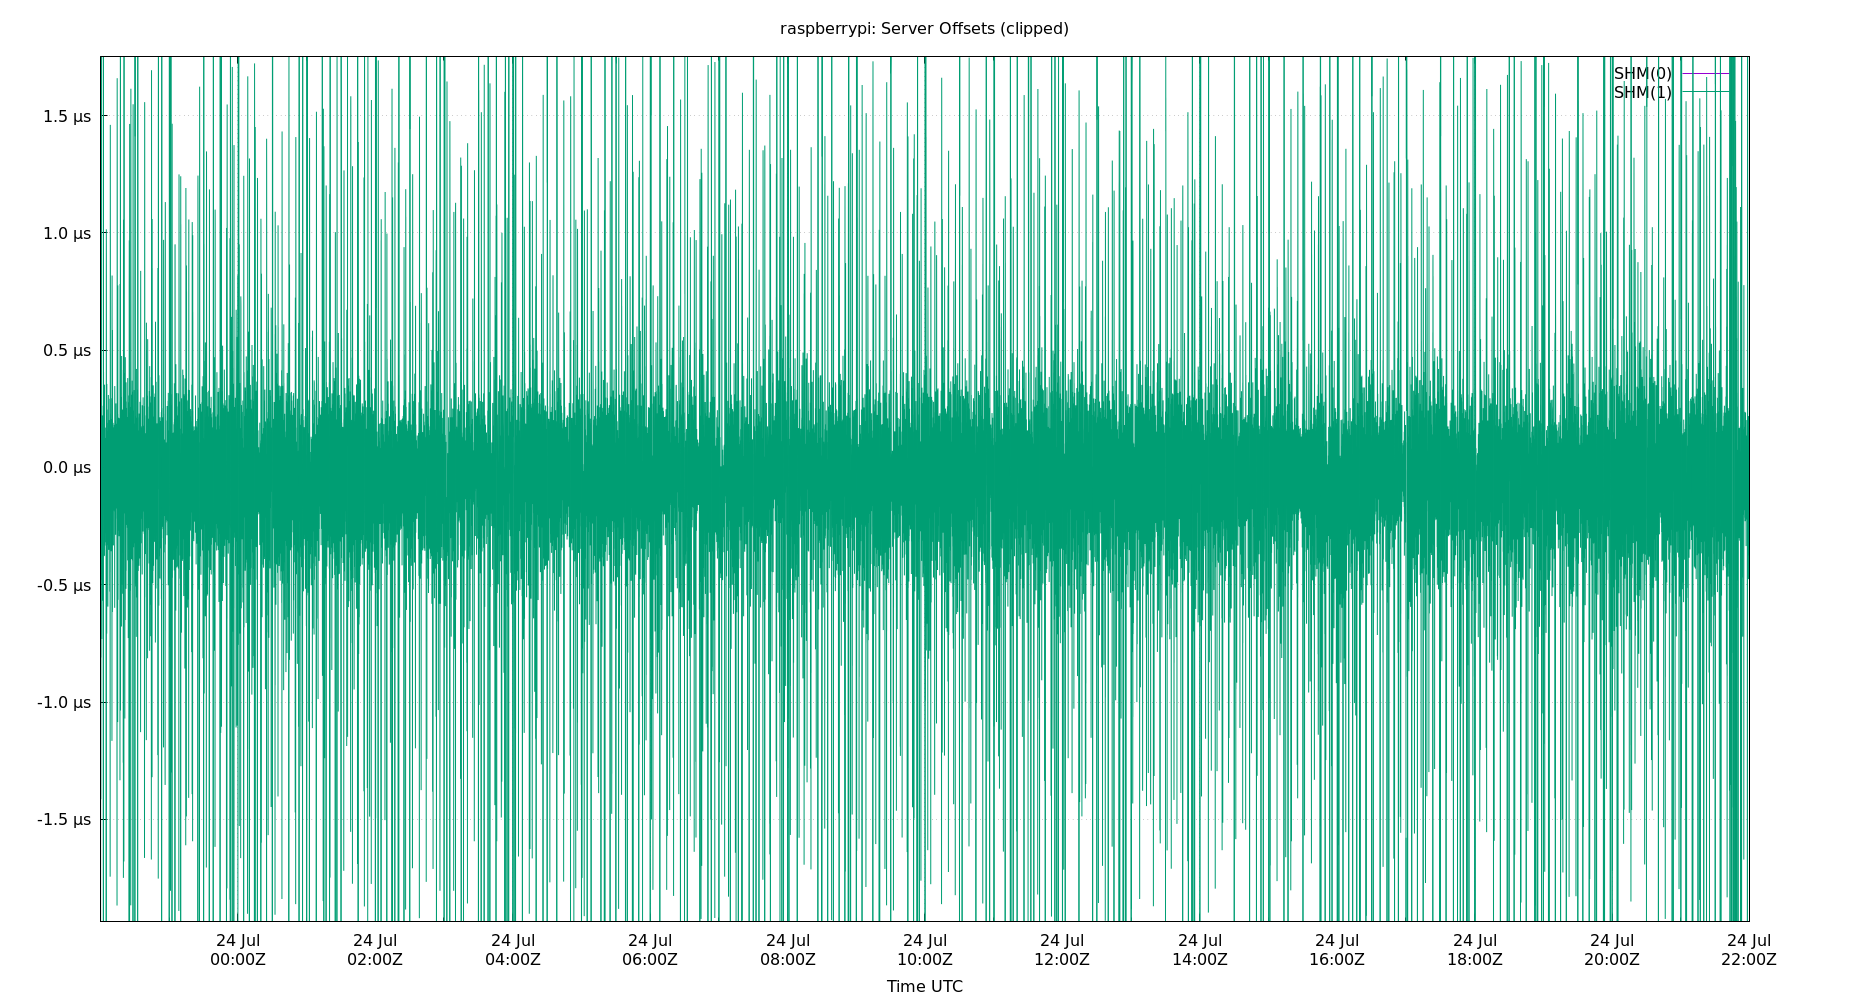 raspberrypi: Server Offsets (clipped)
SHM(0)
SHM(1)
1.5 µs
1.0 µs
0.5 µs
0.0 µs
-0.5 µs
-1.0 µs
-1.5 µs
24 Jul 24 Jul 24 Jul 24 Jul 24 Jul 24 Jul 24 Jul 24 Jul 24 Jul 24 Jul 24 Jul 24 Jul
00:00Z 02:00Z 04:00Z 06:00Z 08:00Z 10:00Z 12:00Z 14:00Z 16:00Z 18:00Z 20:00Z 22:00Z
Time UTC